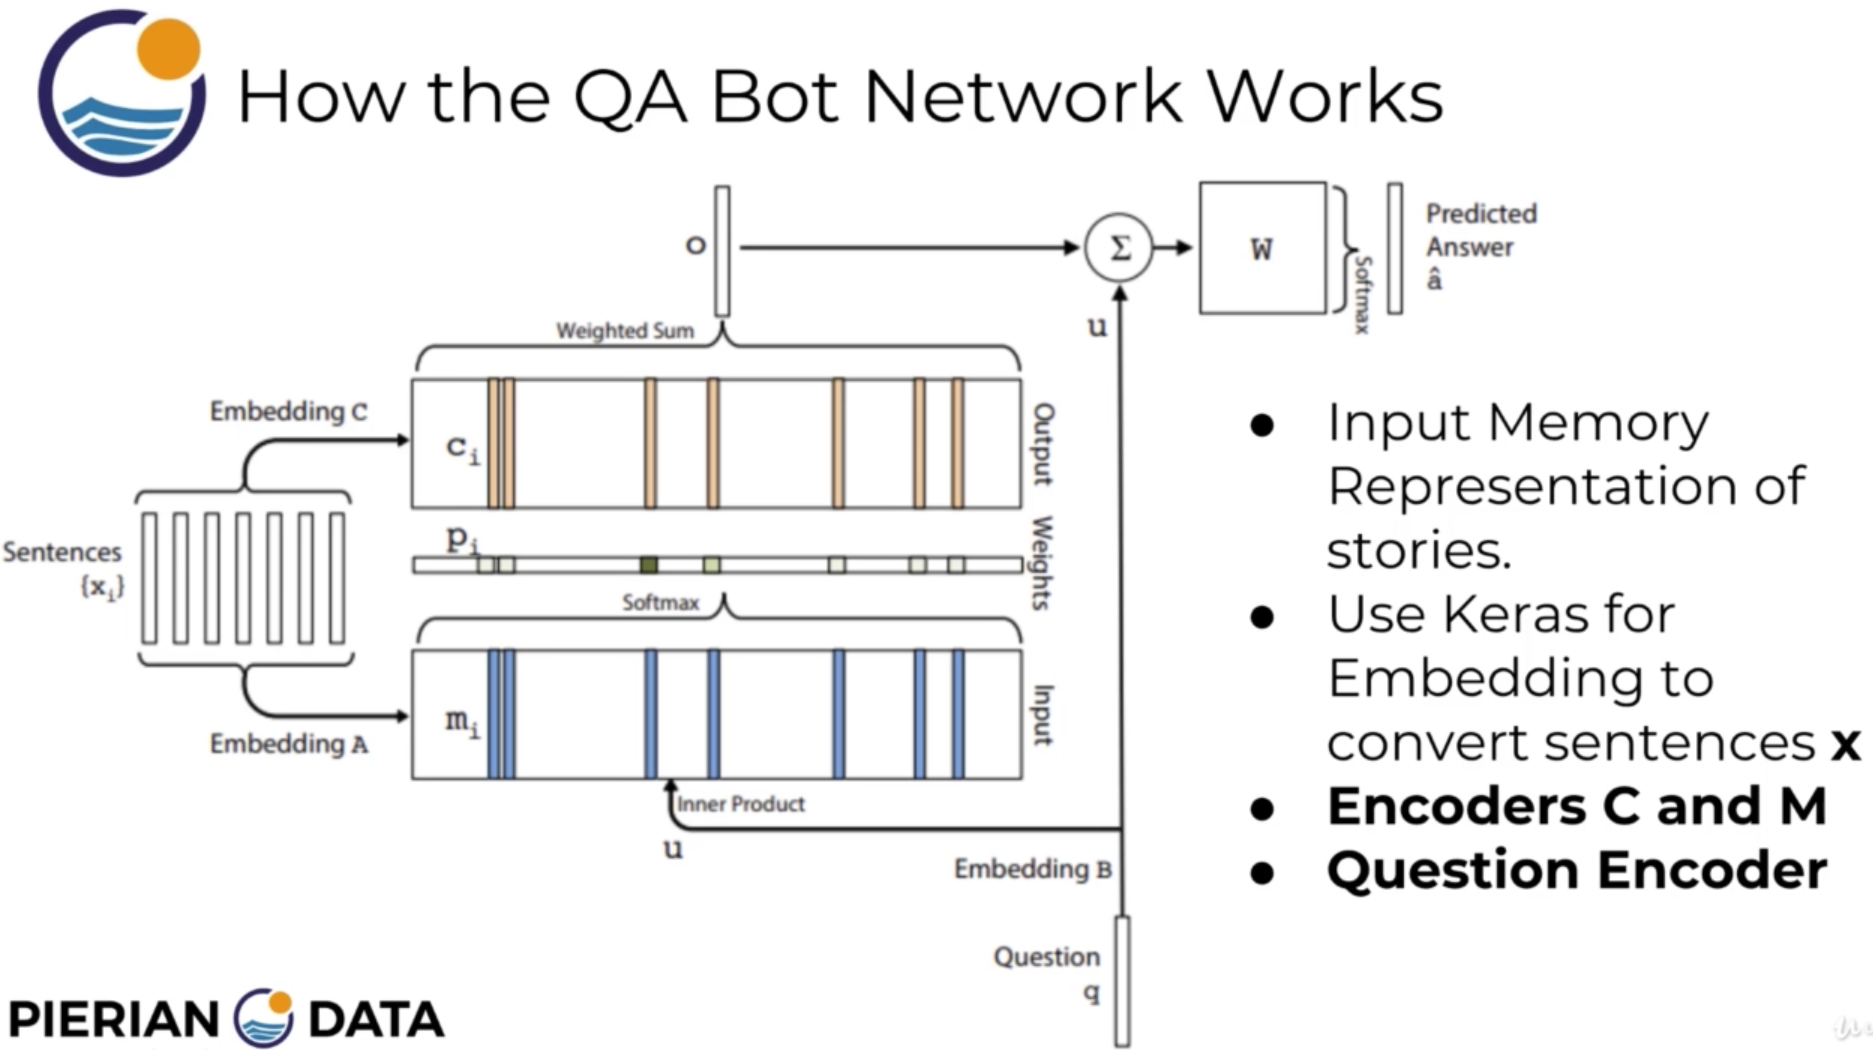 How the QA Bot Network Works
o
Σ
W
Softmax
Predicted
Answer
â
u
Weighted Sum
Embedding C
c_i
Output
p_i
Weights
Sentences
{x_i}
Softmax
m_i
Input
Embedding A
Inner Product
u
Embedding B
Question
q
● Input Memory
Representation of
stories.
● Use Keras for
Embedding to
convert sentences x
● Encoders C and M
● Question Encoder
PIERIAN DATA